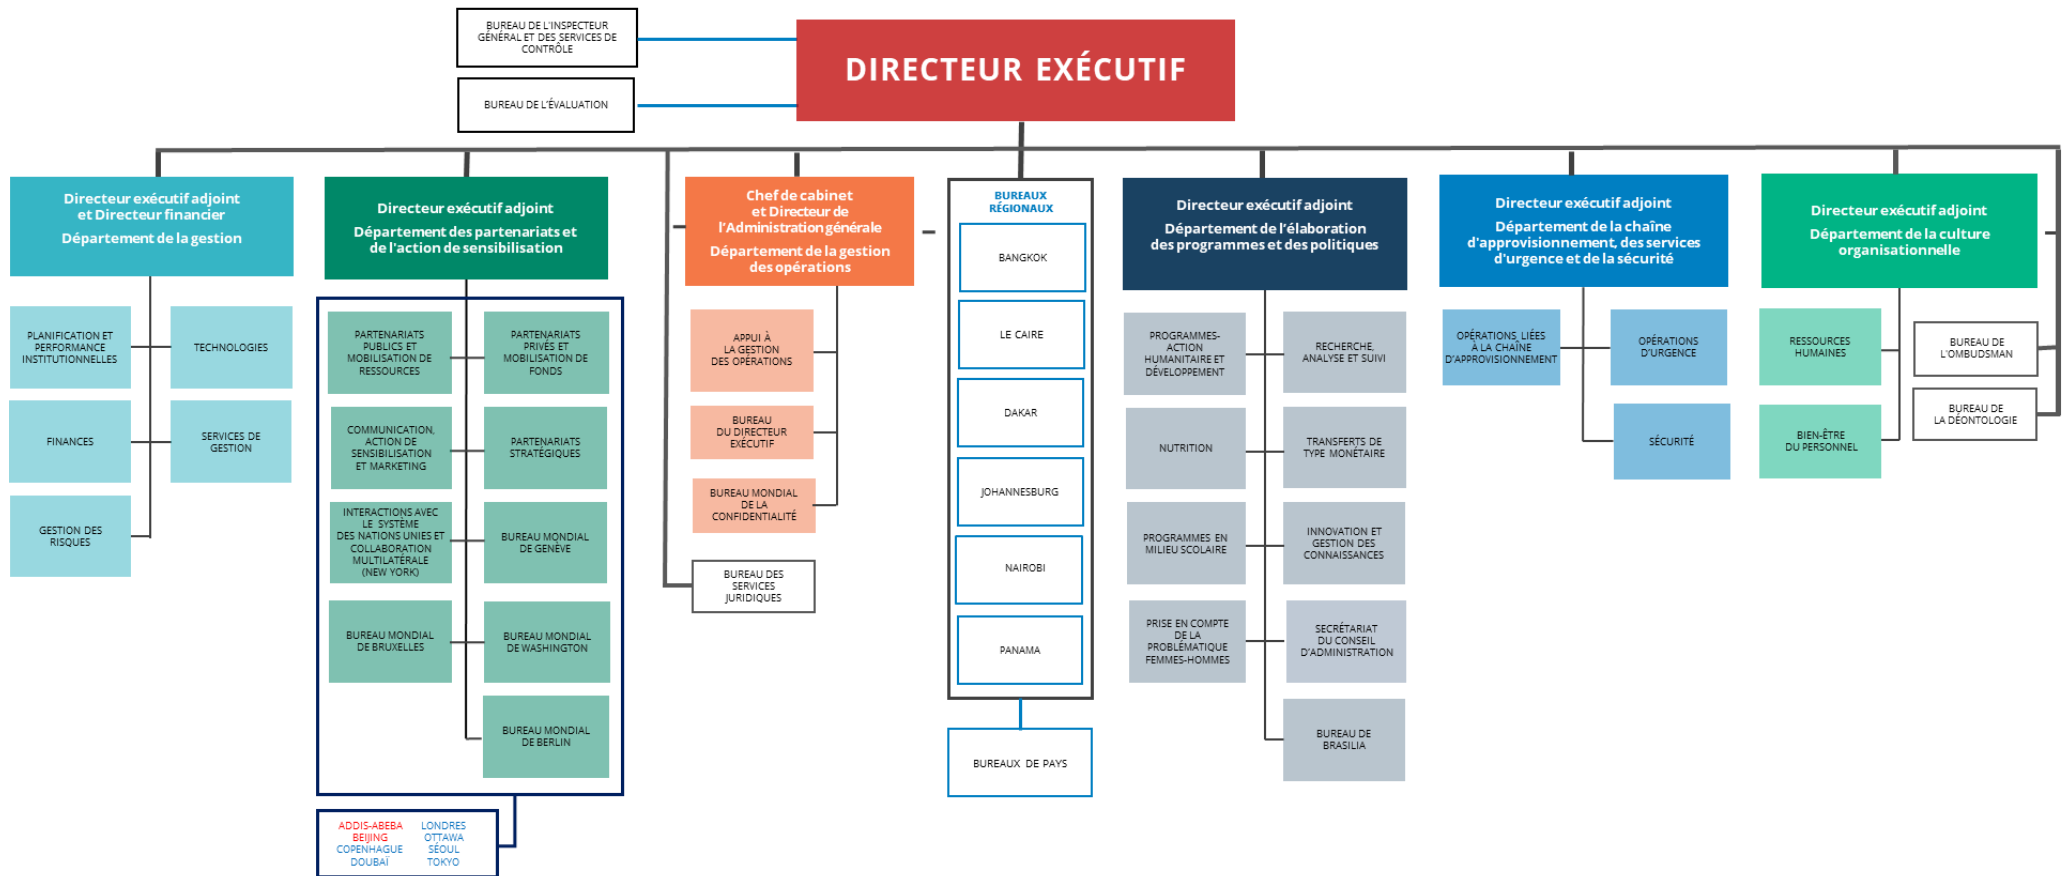 BUREAU DE L'INSPECTEUR
GÉNÉRAL ET DES SERVICES DE
CONTRÔLE
BUREAU DE L'ÉVALUATION
DIRECTEUR EXÉCUTIF
Directeur exécutif adjoint
et Directeur financier
Département de la gestion
PLANIFICATION ET
PERFORMANCE
INSTITUTIONNELLES
TECHNOLOGIES
FINANCES
SERVICES DE
GESTION
GESTION DES
RISQUES
Directeur exécutif adjoint
Département des partenariats et
de l'action de sensibilisation
PARTENARIATS
PUBLICS ET
MOBILISATION DE
RESSOURCES
PARTENARIATS
PRIVÉS ET
MOBILISATION DE
FONDS
COMMUNICATION,
ACTION DE
SENSIBILISATION
ET MARKETING
PARTENARIATS
STRATÉGIQUES
INTERACTIONS AVEC
LE SYSTÈME
DES NATIONS UNIES ET
COLLABORATION
MULTILATÉRALE
(NEW YORK)
BUREAU MONDIAL
DE GENÈVE
BUREAU MONDIAL
DE BRUXELLES
BUREAU MONDIAL
DE WASHINGTON
BUREAU MONDIAL
DE BERLIN
ADDIS-ABEBA
BEIJING
COPENHAGUE
DOUBAÏ
LONDRES
OTTAWA
SÉOUL
TOKYO
Chef de cabinet
et Directeur de
l'Administration générale
Département de la gestion
des opérations
APPUI À
LA GESTION
DES OPÉRATIONS
BUREAU
DU DIRECTEUR
EXÉCUTIF
BUREAU MONDIAL
DE LA
CONFIDENTIALITÉ
BUREAU DES
SERVICES
JURIDIQUES
BUREAUX
RÉGIONAUX
BANGKOK
LE CAIRE
DAKAR
JOHANNESBURG
NAIROBI
PANAMA
BUREAUX DE PAYS
Directeur exécutif adjoint
Département de l'élaboration
des programmes et des politiques
PROGRAMMES-
ACTION
HUMANITAIRE ET
DÉVELOPPEMENT
RECHERCHE,
ANALYSE ET SUIVI
NUTRITION
TRANSFERTS DE
TYPE MONÉTAIRE
PROGRAMMES EN
MILIEU SCOLAIRE
INNOVATION ET
GESTION DES
CONNAISSANCES
PRISE EN COMPTE
DE LA
PROBLÉMATIQUE
FEMMES-HOMMES
SECRÉTARIAT
DU CONSEIL
D'ADMINISTRATION
BUREAU DE
BRASILIA
Directeur exécutif adjoint
Département de la chaîne
d'approvisionnement, des services
d'urgence et de la sécurité
OPÉRATIONS LIÉES
À LA CHAÎNE
D'APPROVISIONNEMENT
OPÉRATIONS
D'URGENCE
SÉCURITÉ
Directeur exécutif adjoint
Département de la culture
organisationnelle
RESSOURCES
HUMAINES
BIEN-ÊTRE
DU PERSONNEL
BUREAU DE
L'OMBUDSMAN
BUREAU DE
LA DÉONTOLOGIE